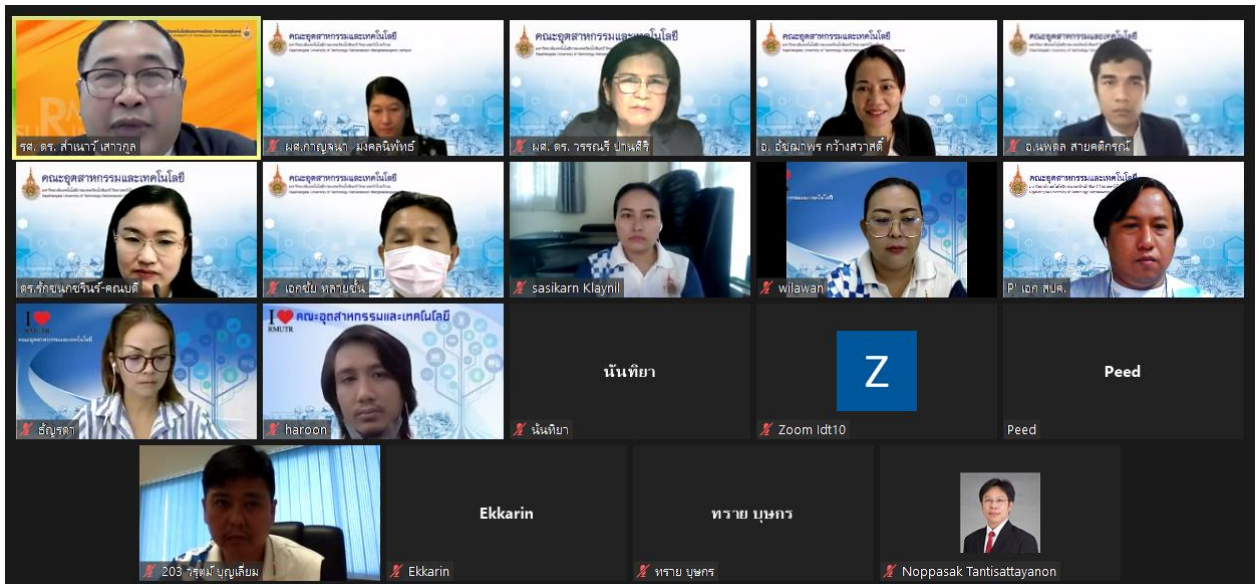 รศ. ดร. สำเนาว์ เสาวกูล
คณะอุตสาหกรรมและเทคโนโลยี
ผศ.กาญจนา มงคลนิพัทธ์
คณะอุตสาหกรรมและเทคโนโลยี
ผศ. ดร. วรรณรี ปานศิริ
คณะอุตสาหกรรมและเทคโนโลยี
อ. อัชฌาพร กว้างสวาสดิ์
คณะอุตสาหกรรมและเทคโนโลยี
อ.นพดล สายคติกรณ์
คณะอุตสาหกรรมและเทคโนโลยี
ดร.รักชนกชรินร์-คณบดี
คณะอุตสาหกรรมและเทคโนโลยี
เอกชัย หลายชั้น
sasikarn Klaynil
wilawan
คณะอุตสาหกรรมและเทคโนโลยี
P' เอก สปค.
I
RMUTR
ธัญรดา
I
RMUTR
คณะอุตสาหกรรมและเทคโนโลยี
haroon
นันทิยา
นันทิยา
Z
Zoom Idt10
Peed
Peed
203 วรุตม์ บุญเลี่ยม
Ekkarin
Ekkarin
ทราย บุษกร
ทราย บุษกร
Noppasak Tantisattayanon